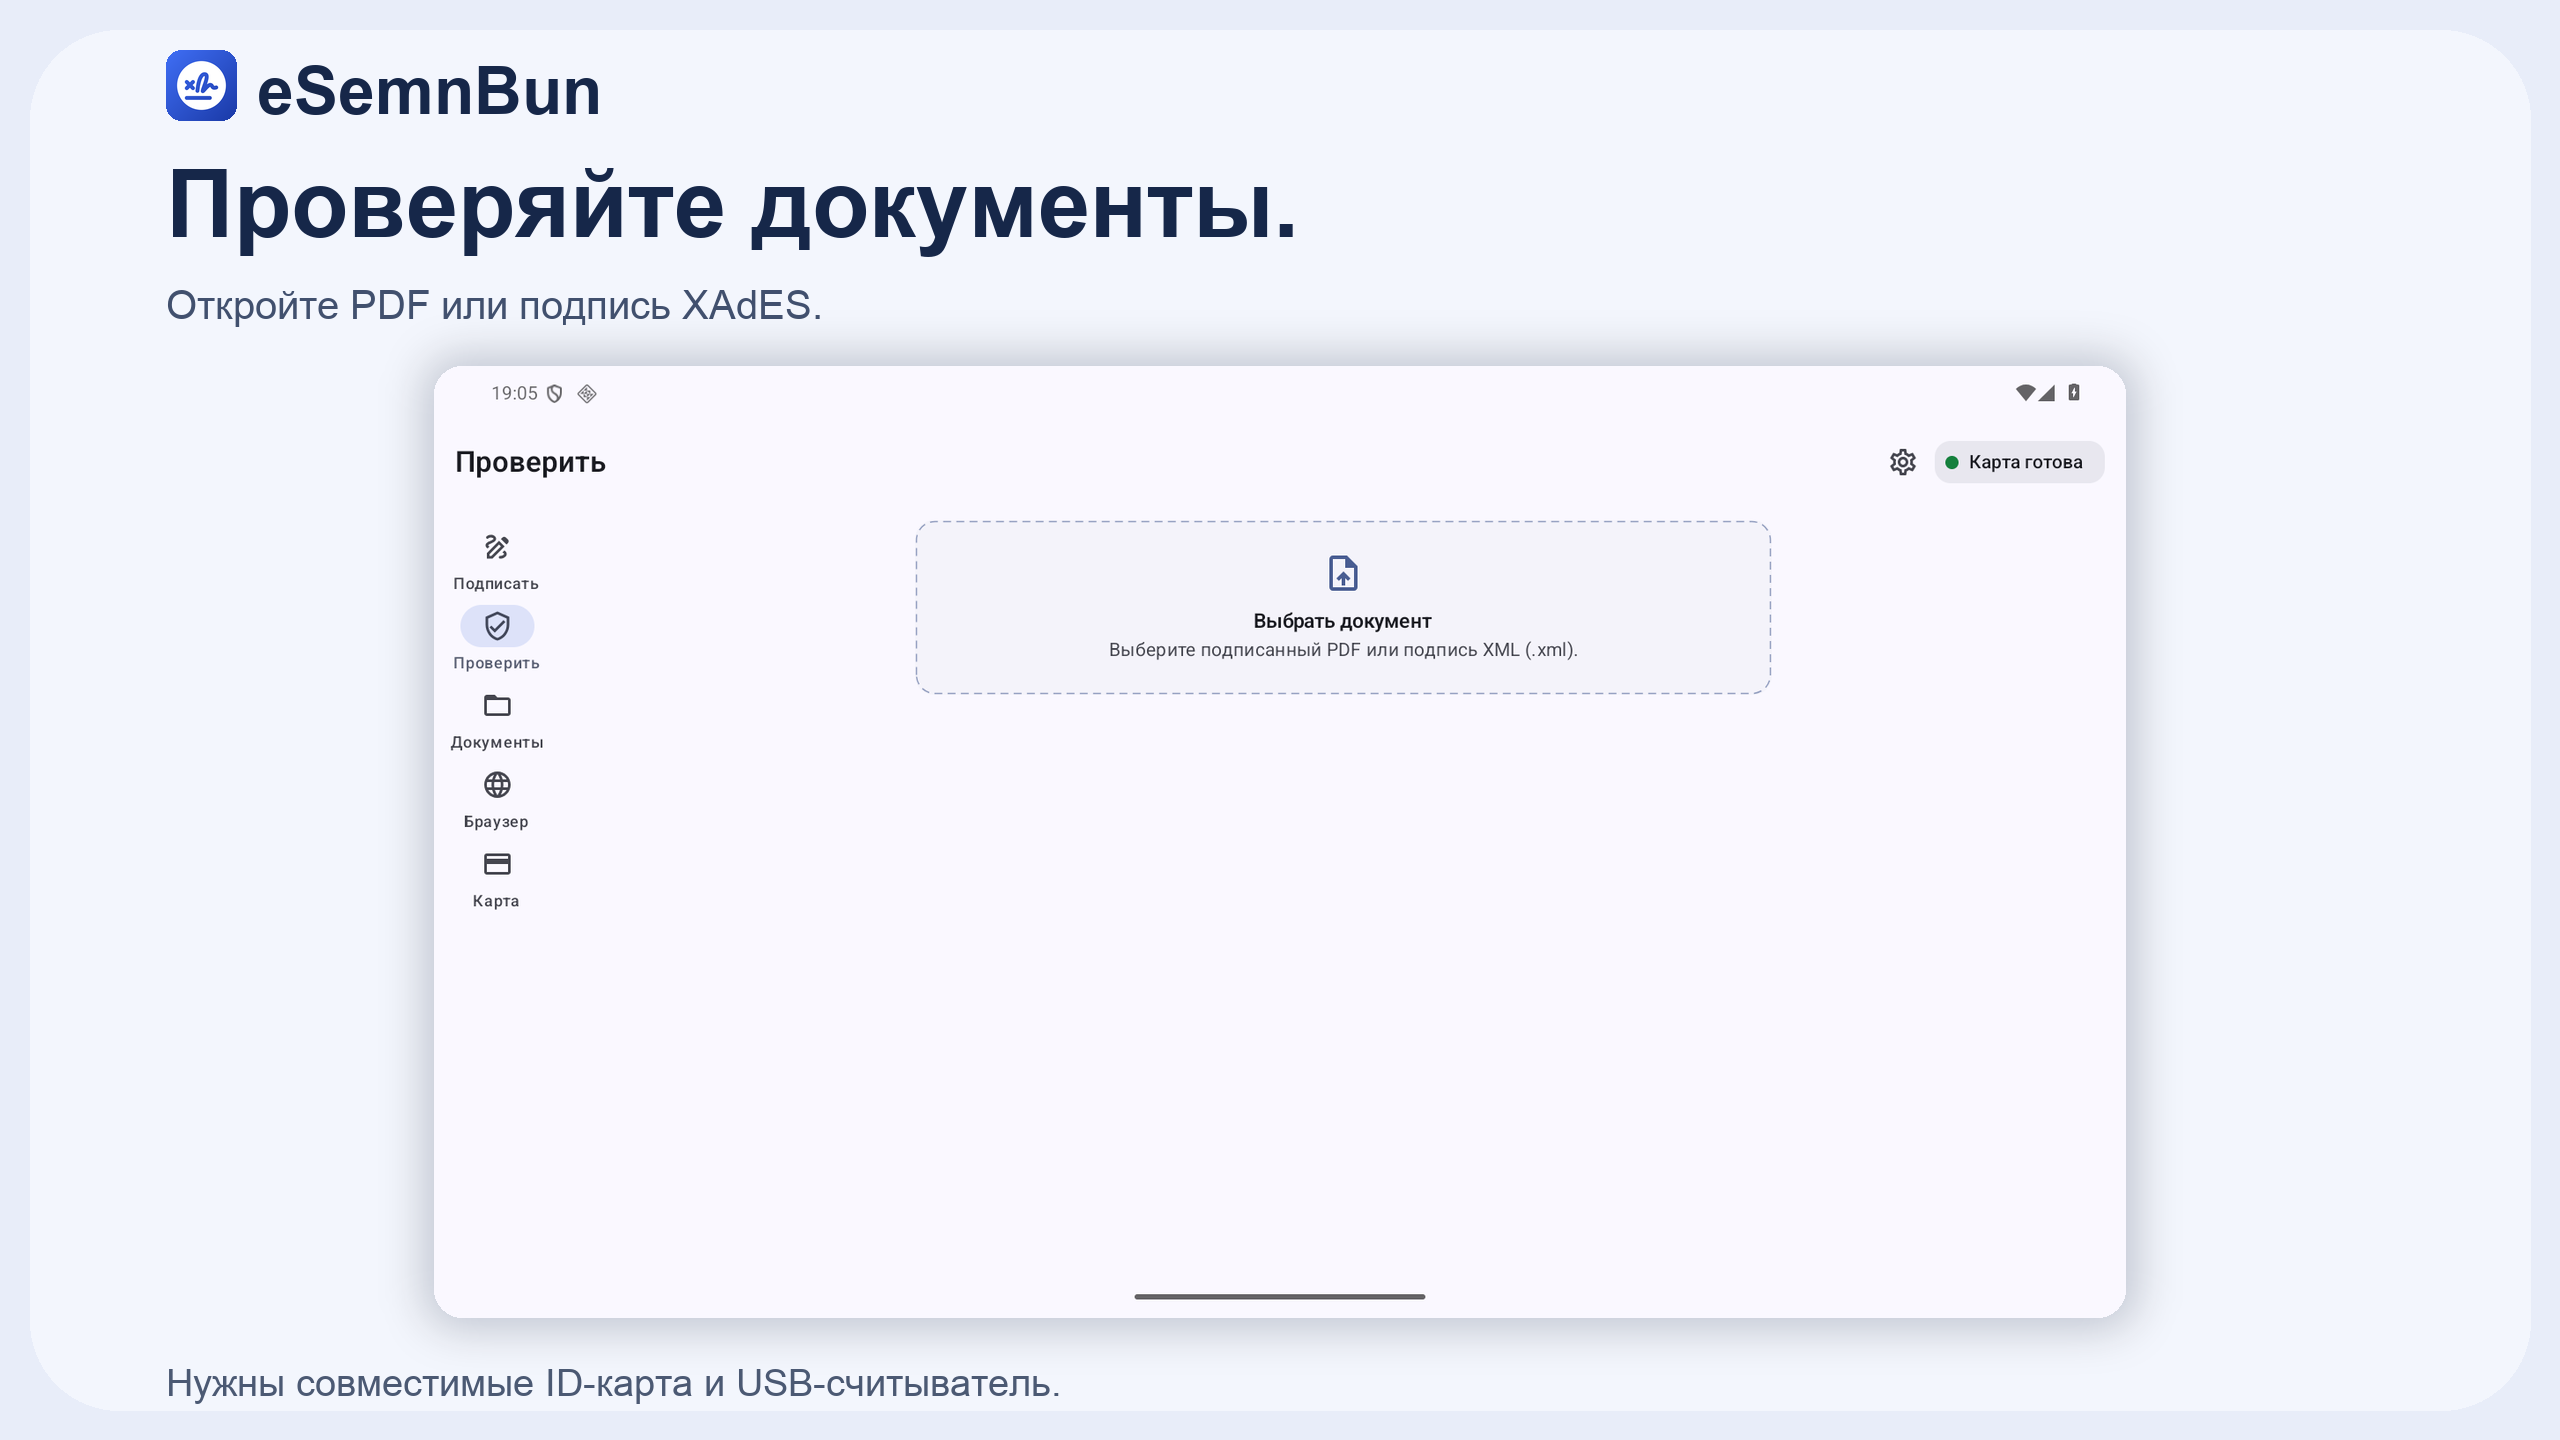 eSemnBun
Проверяйте документы.
Откройте PDF или подпись XAdES.
19:05
Проверить
Карта готова
Подписать
Проверить
Документы
Браузер
Карта
Выбрать документ
Выберите подписанный PDF или подпись XML (.xml).
Нужны совместимые ID-карта и USB-считыватель.